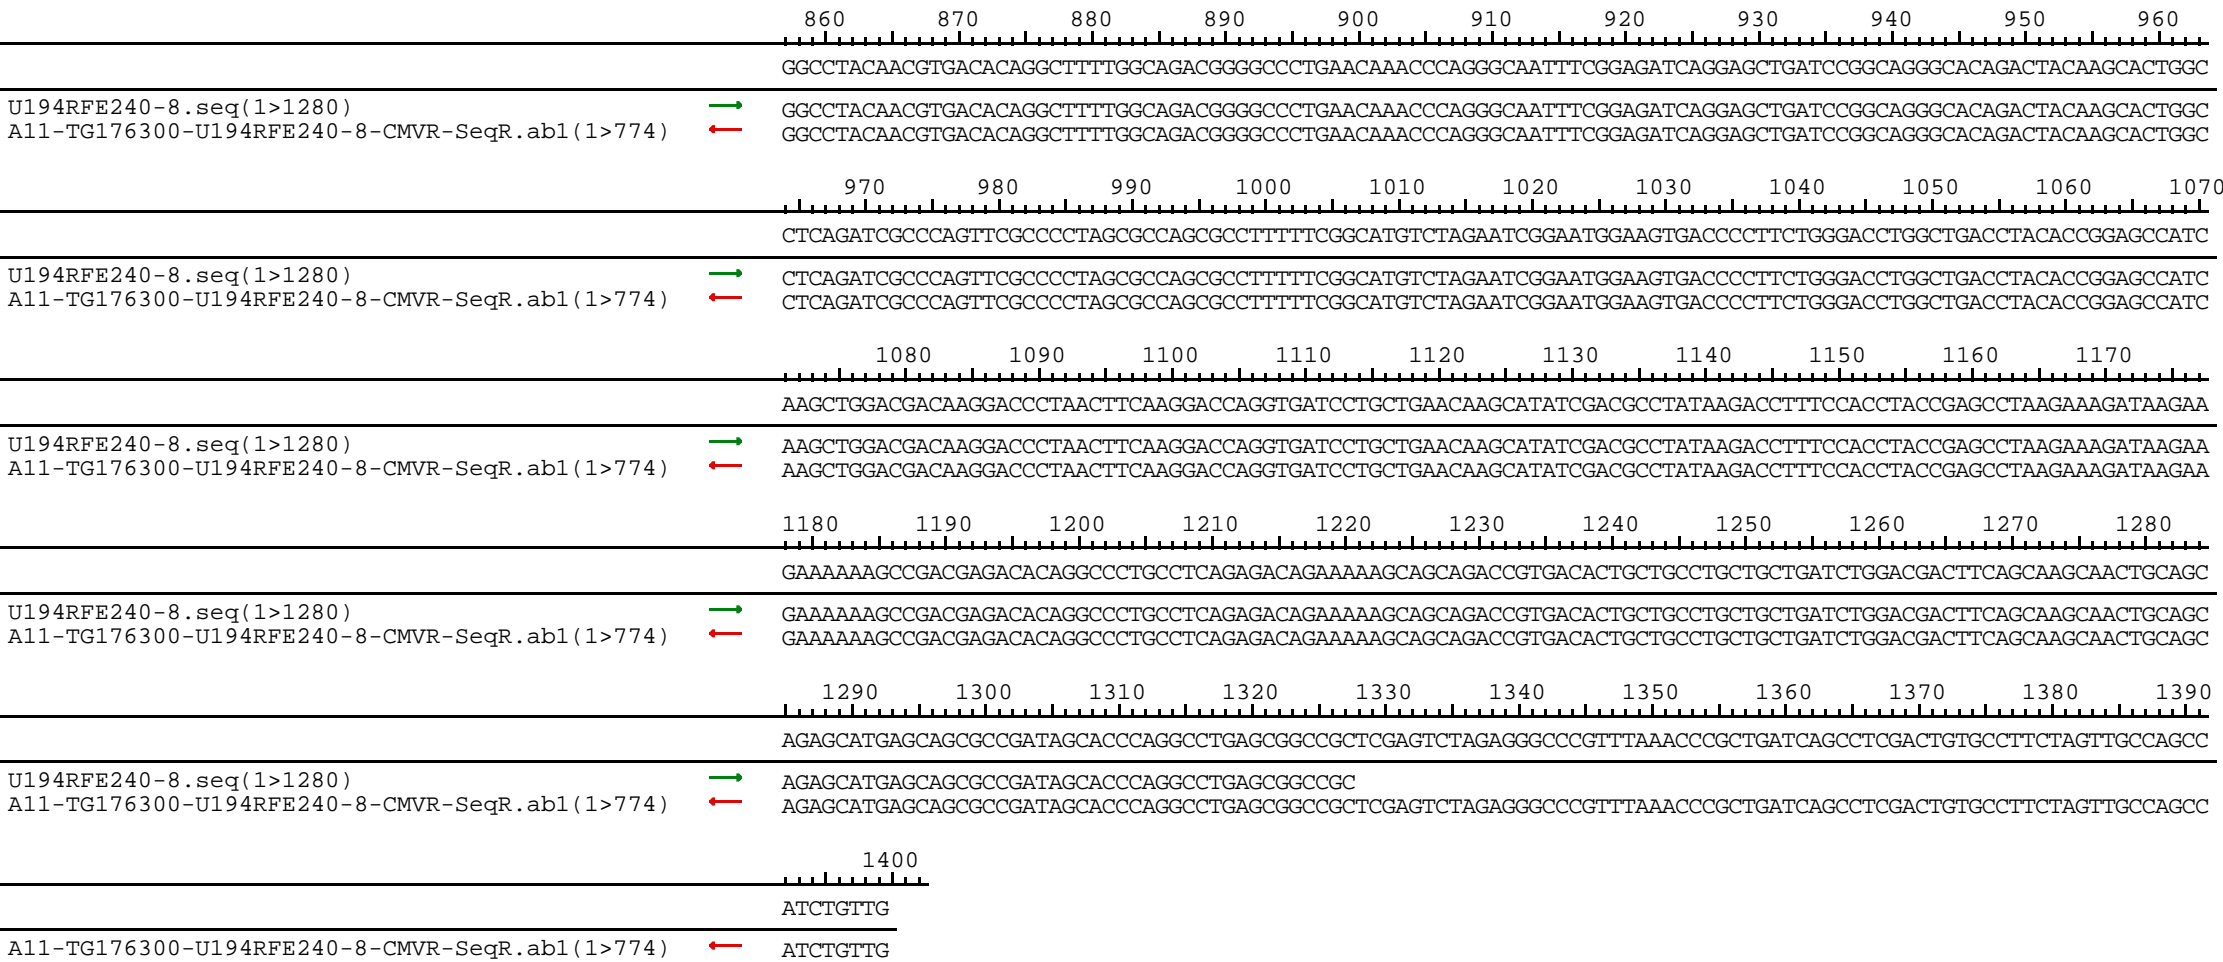 860 870 880 890 900 910 920 930 940 950 960
GGCCTACAACGTGACACAGGCTTTTGGCAGACGGGGCCCTGAACAAACCCAGGGCAATTTCGGAGATCAGGAGCTGATCCGGCAGGGCACAGACTACAAGCACTGGC
U194RFE240-8.seq(1>1280) GGCCTACAACGTGACACAGGCTTTTGGCAGACGGGGCCCTGAACAAACCCAGGGCAATTTCGGAGATCAGGAGCTGATCCGGCAGGGCACAGACTACAAGCACTGGC
A11-TG176300-U194RFE240-8-CMVR-SeqR.ab1(1>774) GGCCTACAACGTGACACAGGCTTTTGGCAGACGGGGCCCTGAACAAACCCAGGGCAATTTCGGAGATCAGGAGCTGATCCGGCAGGGCACAGACTACAAGCACTGGC
970 980 990 1000 1010 1020 1030 1040 1050 1060 1070
CTCAGATCGCCCAGTTCGCCCCTAGCGCCAGCGCCTTTTTCGGCATGTCTAGAATCGGAATGGAAGTGACCCCTTCTGGGACCTGGCTGACCTACACCGGAGCCATC
U194RFE240-8.seq(1>1280) CTCAGATCGCCCAGTTCGCCCCTAGCGCCAGCGCCTTTTTCGGCATGTCTAGAATCGGAATGGAAGTGACCCCTTCTGGGACCTGGCTGACCTACACCGGAGCCATC
A11-TG176300-U194RFE240-8-CMVR-SeqR.ab1(1>774) CTCAGATCGCCCAGTTCGCCCCTAGCGCCAGCGCCTTTTTCGGCATGTCTAGAATCGGAATGGAAGTGACCCCTTCTGGGACCTGGCTGACCTACACCGGAGCCATC
1080 1090 1100 1110 1120 1130 1140 1150 1160 1170
AAGCTGGACGACAAGGACCCTAACTTCAAGGACCAGGTGATCCTGCTGAACAAGCATATCGACGCCTATAAGACCTTTCCACCTACCGAGCCTAAGAAAGATAAGAA
U194RFE240-8.seq(1>1280) AAGCTGGACGACAAGGACCCTAACTTCAAGGACCAGGTGATCCTGCTGAACAAGCATATCGACGCCTATAAGACCTTTCCACCTACCGAGCCTAAGAAAGATAAGAA
A11-TG176300-U194RFE240-8-CMVR-SeqR.ab1(1>774) AAGCTGGACGACAAGGACCCTAACTTCAAGGACCAGGTGATCCTGCTGAACAAGCATATCGACGCCTATAAGACCTTTCCACCTACCGAGCCTAAGAAAGATAAGAA
1180 1190 1200 1210 1220 1230 1240 1250 1260 1270 1280
GAAAAAAGCCGACGAGACACAGGCCCTGCCTCAGAGACAGAAAAAGCAGCAGACCGTGACACTGCTGCCTGCTGCTGATCTGGACGACTTCAGCAAGCAACTGCAGC
U194RFE240-8.seq(1>1280) GAAAAAAGCCGACGAGACACAGGCCCTGCCTCAGAGACAGAAAAAGCAGCAGACCGTGACACTGCTGCCTGCTGCTGATCTGGACGACTTCAGCAAGCAACTGCAGC
A11-TG176300-U194RFE240-8-CMVR-SeqR.ab1(1>774) GAAAAAAGCCGACGAGACACAGGCCCTGCCTCAGAGACAGAAAAAGCAGCAGACCGTGACACTGCTGCCTGCTGCTGATCTGGACGACTTCAGCAAGCAACTGCAGC
1290 1300 1310 1320 1330 1340 1350 1360 1370 1380 1390
AGAGCATGAGCAGCGCCGATAGCACCCAGGCCTGAGCGGCCGCTCGAGTCTAGAGGGCCCGTTTAAACCCGCTGATCAGCCTCGACTGTGCCTTCTAGTTGCCAGCC
U194RFE240-8.seq(1>1280) AGAGCATGAGCAGCGCCGATAGCACCCAGGCCTGAGCGGCCGC
A11-TG176300-U194RFE240-8-CMVR-SeqR.ab1(1>774) AGAGCATGAGCAGCGCCGATAGCACCCAGGCCTGAGCGGCCGCTCGAGTCTAGAGGGCCCGTTTAAACCCGCTGATCAGCCTCGACTGTGCCTTCTAGTTGCCAGCC
1400
ATCTGTTG
A11-TG176300-U194RFE240-8-CMVR-SeqR.ab1(1>774) ATCTGTTG